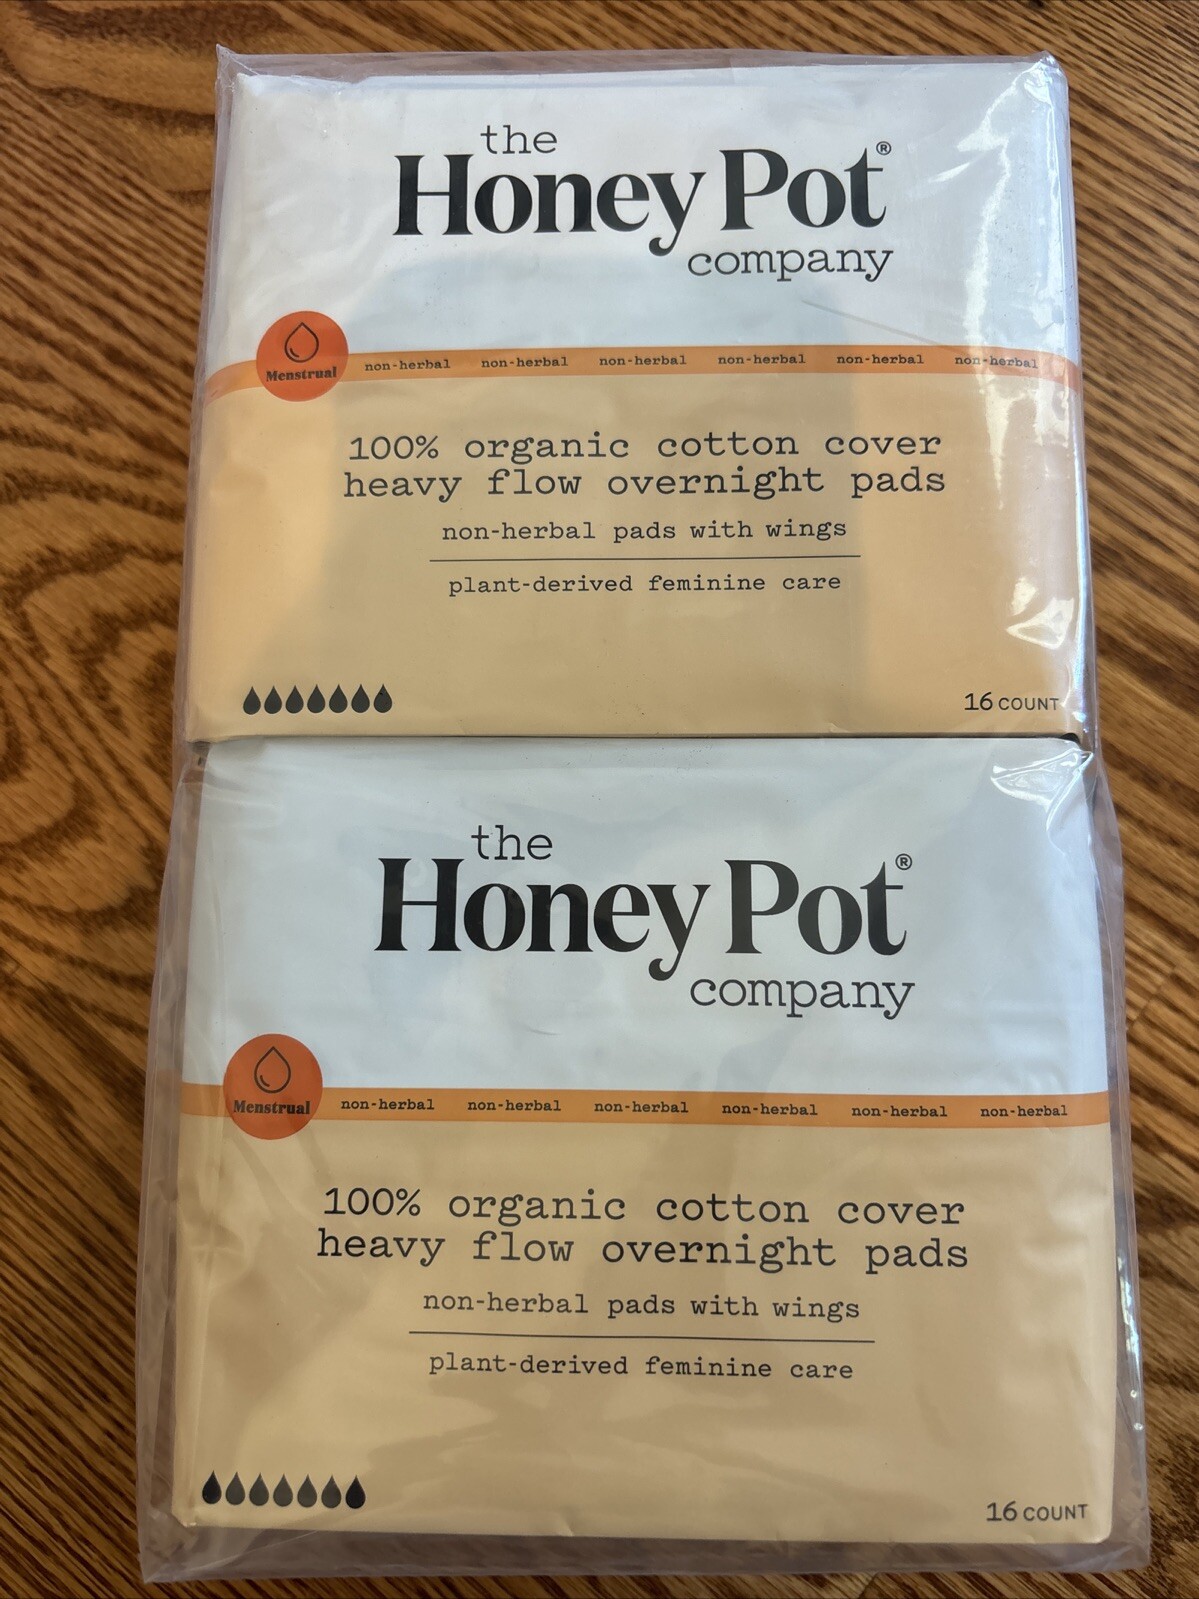 the
Honey Pot®
company
Menstrual non-herbal non-herbal non-herbal non-herbal non-herbal non-herbal
100% organic cotton cover
heavy flow overnight pads
non-herbal pads with wings
plant-derived feminine care
16 COUNT
the
Honey Pot®
company
Menstrual non-herbal non-herbal non-herbal non-herbal non-herbal non-herbal
100% organic cotton cover
heavy flow overnight pads
non-herbal pads with wings
plant-derived feminine care
16 COUNT